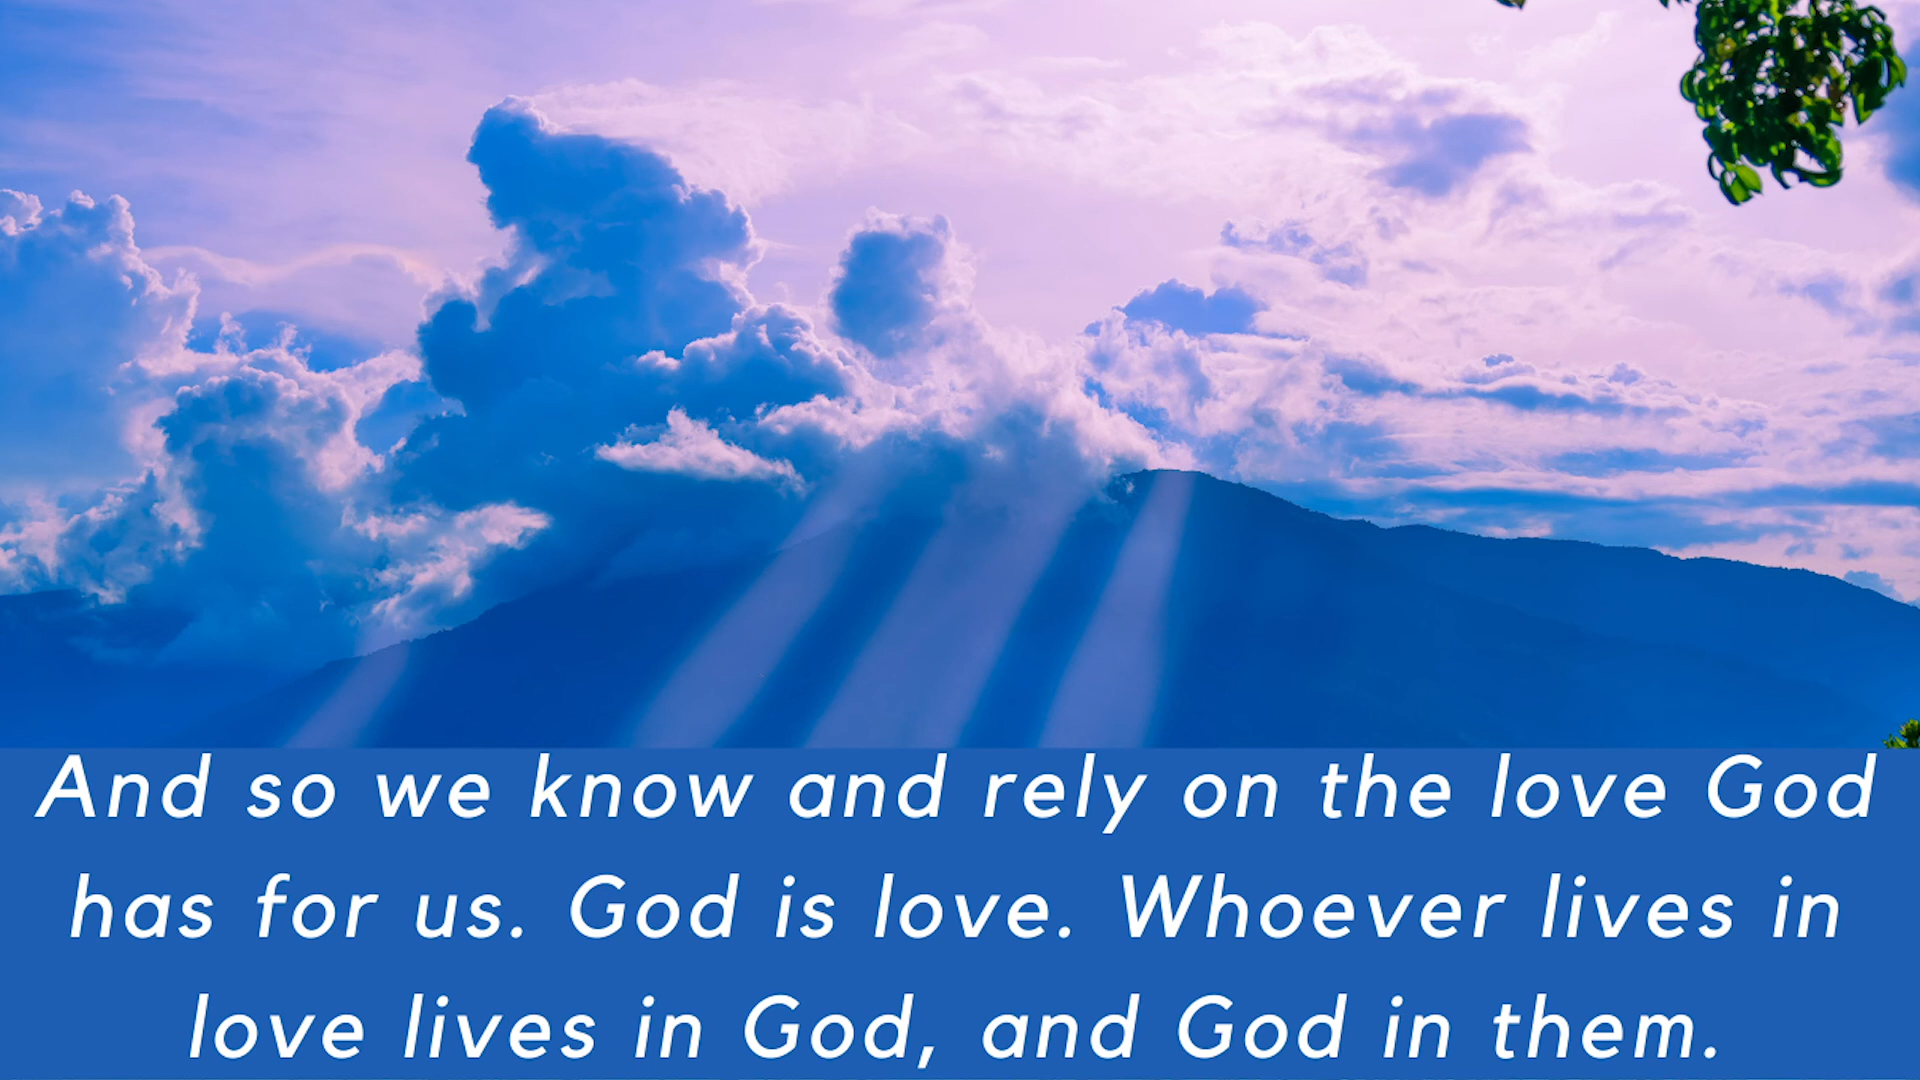 And so we know and rely on the love God
has for us. God is love. Whoever lives in
love lives in God, and God in them.